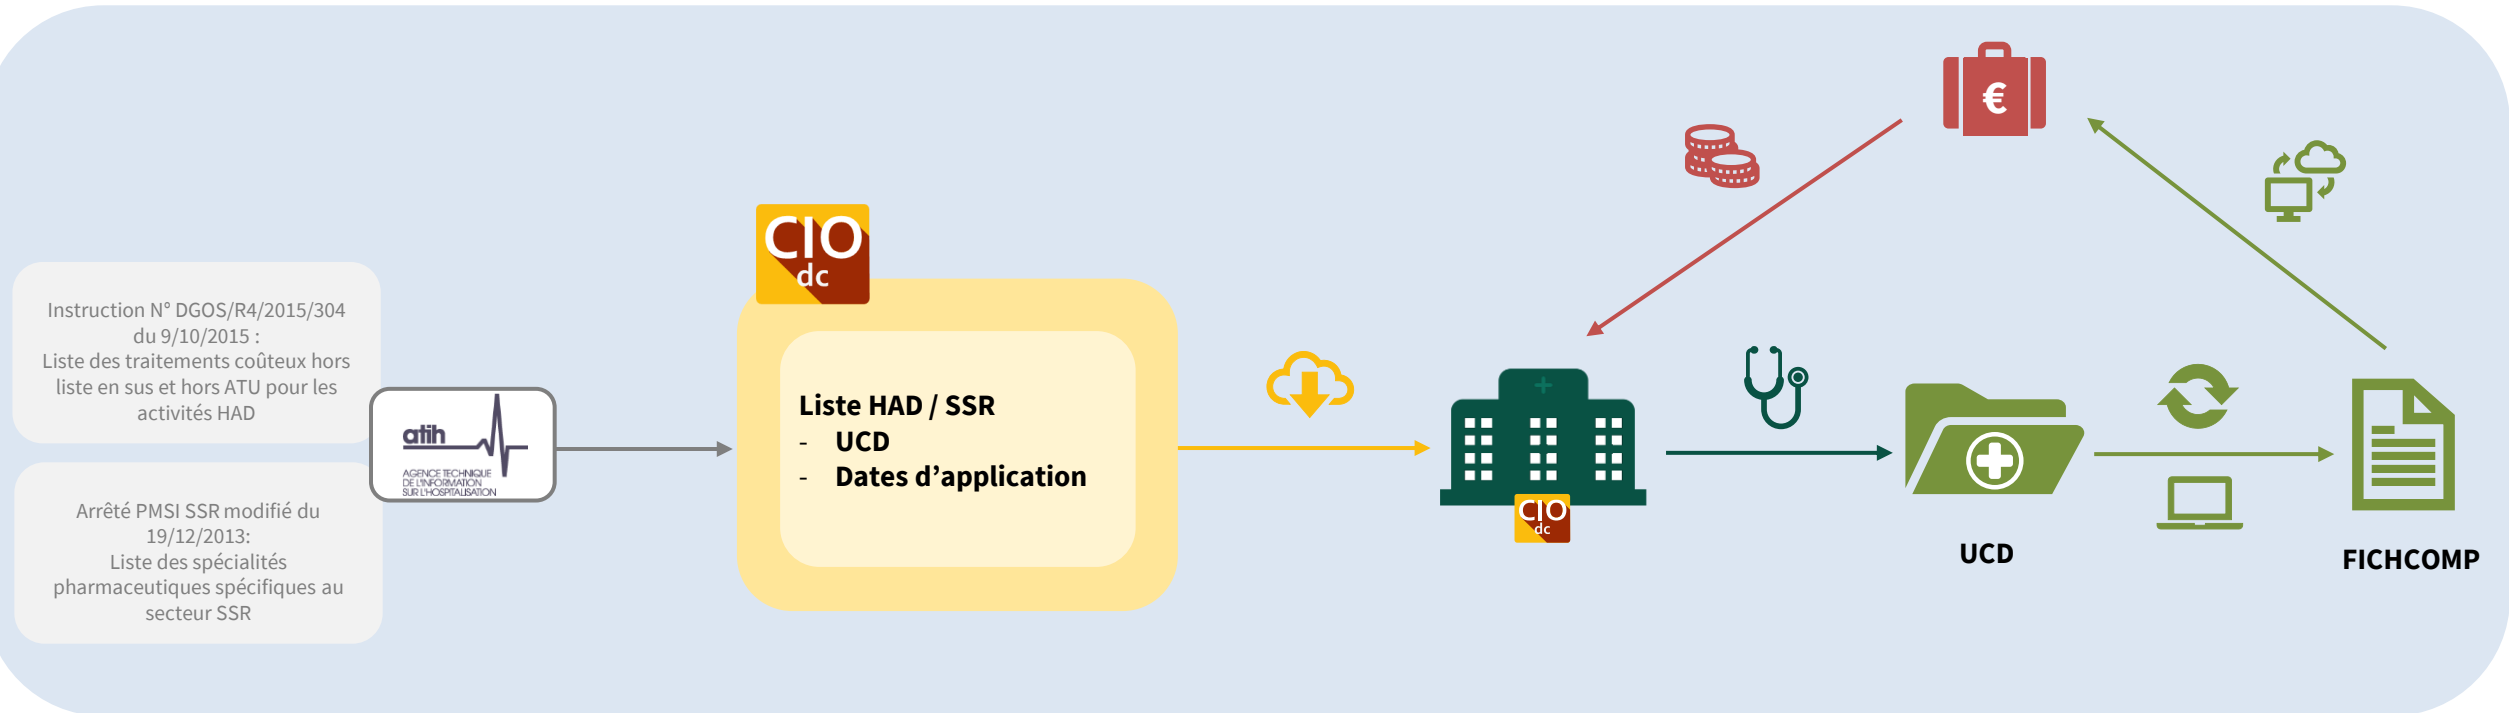 Instruction N° DGOS/R4/2015/304
du 9/10/2015 :
Liste des traitements coûteux hors
liste en sus et hors ATU pour les
activités HAD
Arrêté PMSI SSR modifié du
19/12/2013:
Liste des spécialités
pharmaceutiques spécifiques au
secteur SSR
atih
AGENCE TECHNIQUE
DE L'INFORMATION
SUR L'HOSPITALISATION
CIO
dc
Liste HAD / SSR
- UCD
- Dates d’application
CIO
dc
€
UCD
FICHCOMP